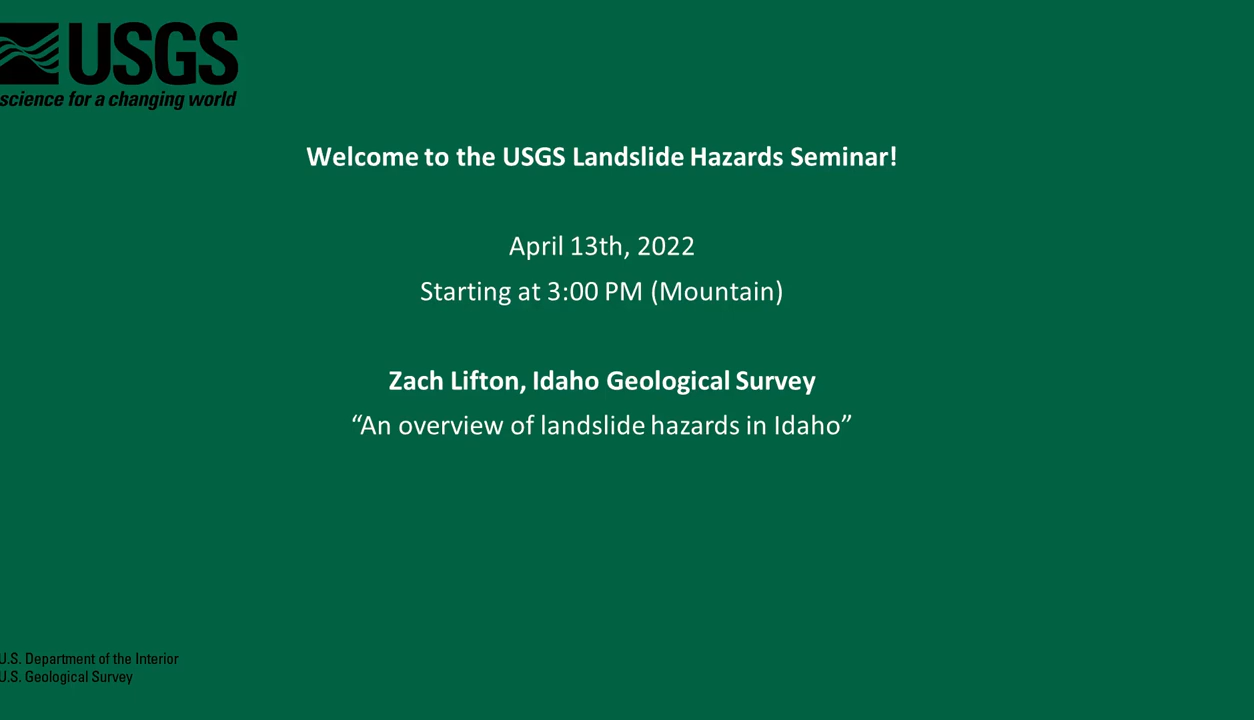 USGS
science for a changing world
Welcome to the USGS Landslide Hazards Seminar!
April 13th, 2022
Starting at 3:00 PM (Mountain)
Zach Lifton, Idaho Geological Survey
“An overview of landslide hazards in Idaho”
U.S. Department of the Interior
U.S. Geological Survey